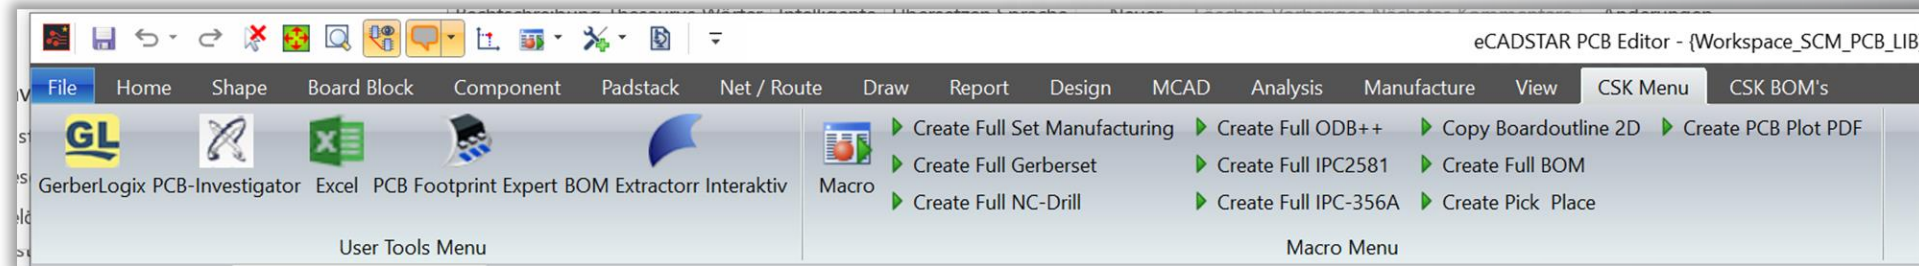 eCADSTAR PCB Editor - {Workspace_SCM_PCB_LIB
File Home Shape Board Block Component Padstack Net / Route Draw Report Design MCAD Analysis Manufacture View CSK Menu CSK BOM's
GL
GerberLogix PCB-Investigator Excel PCB Footprint Expert BOM Extractorr Interaktiv Macro
Create Full Set Manufacturing Create Full ODB++ Copy Boardoutline 2D Create PCB Plot PDF
Create Full Gerberset Create Full IPC2581 Create Full BOM
Create Full NC-Drill Create Full IPC-356A Create Pick Place
User Tools Menu Macro Menu